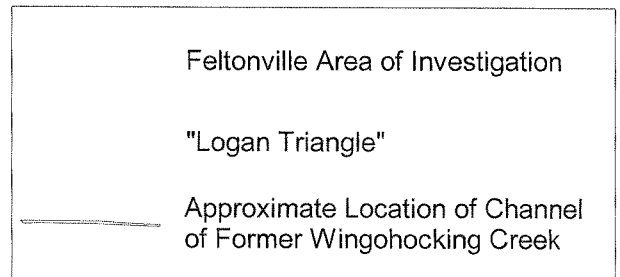 Feltonville Area of Investigation
"Logan Triangle"
Approximate Location of Channel
of Former Wingohocking Creek